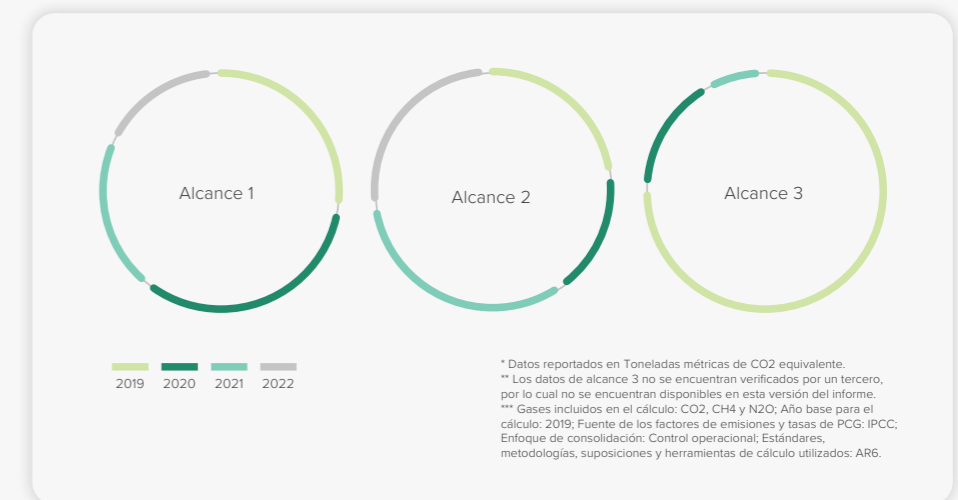 Alcance 1
Alcance 2
Alcance 3
2019 2020 2021 2022
* Datos reportados en Toneladas métricas de CO2 equivalente.
** Los datos de alcance 3 no se encuentran verificados por un tercero,
por lo cual no se encuentran disponibles en esta versión del informe.
*** Gases incluidos en el cálculo: CO2, CH4 y N2O; Año base para el
cálculo: 2019; Fuente de los factores de emisiones y tasas de PCG: IPCC;
Enfoque de consolidación: Control operacional; Estándares,
metodologías, suposiciones y herramientas de cálculo utilizados: AR6.